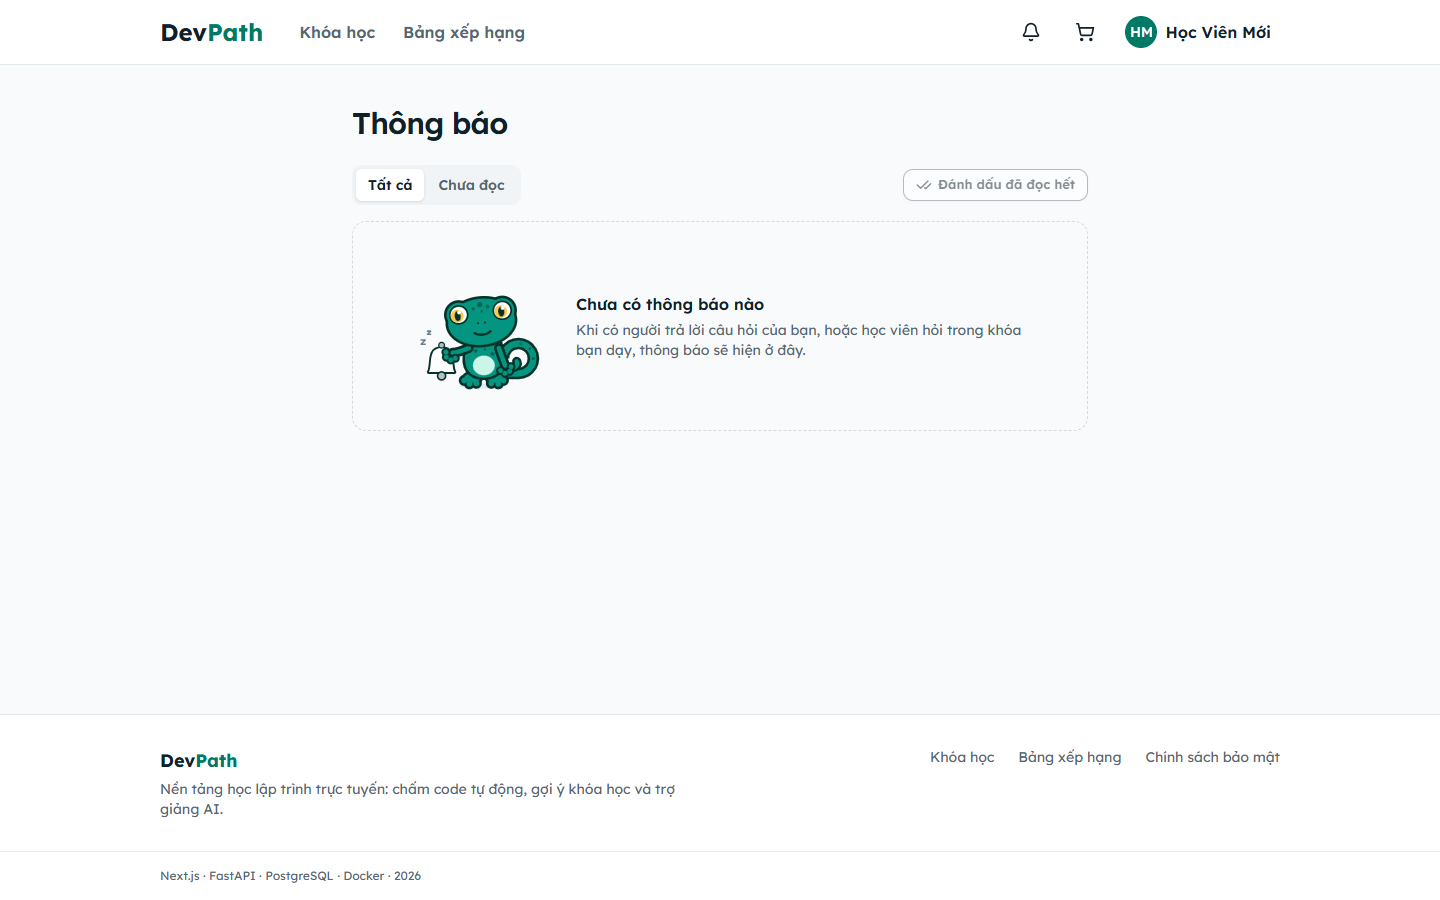 DevPath
Khóa học
Bảng xếp hạng
HM
Học Viên Mới
Thông báo
Tất cả
Chưa đọc
Đánh dấu đã đọc hết
z
z
Chưa có thông báo nào
Khi có người trả lời câu hỏi của bạn, hoặc học viên hỏi trong khóa
bạn dạy, thông báo sẽ hiện ở đây.
DevPath
Nền tảng học lập trình trực tuyến: chấm code tự động, gợi ý khóa học và trợ
giảng AI.
Khóa học
Bảng xếp hạng
Chính sách bảo mật
Next.js · FastAPI · PostgreSQL · Docker · 2026